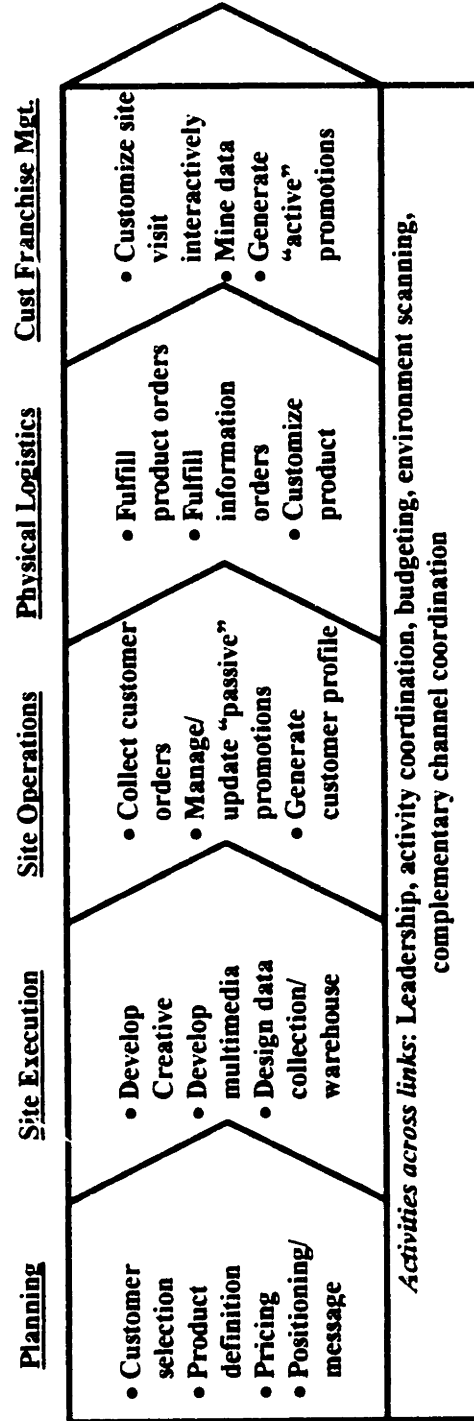 Planning
• Customer
selection
• Product
definition
• Pricing
• Positioning/
message
Site Execution
• Develop
Creative
• Develop
multimedia
• Design data
collection/
warehouse
Site Operations
• Collect customer
orders
• Manage/
update “passive”
promotions
• Generate
customer profile
Physical Logistics
• Fulfill
product orders
• Fulfill
information
orders
• Customize
product
Cust Franchise Mgt.
• Customize site
visit
interactively
• Mine data
• Generate
“active”
promotions
Activities across links: Leadership, activity coordination, budgeting, environment scanning,
complementary channel coordination